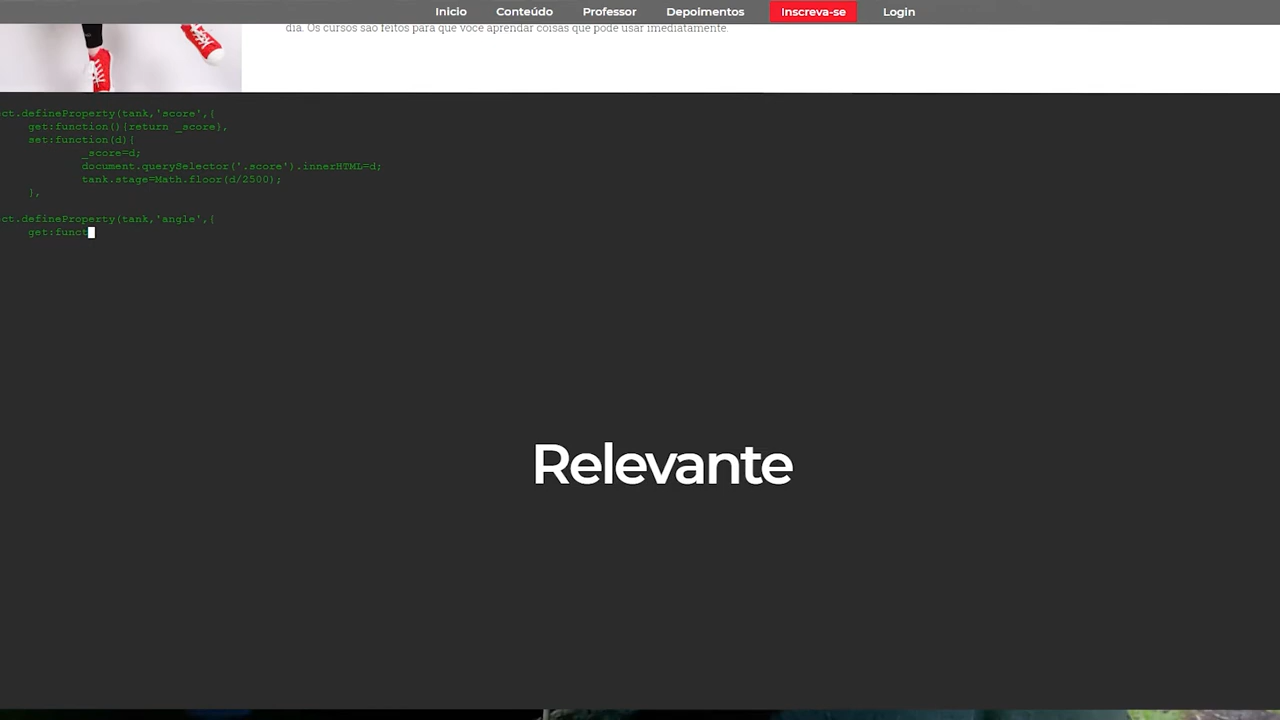 Inicio Conteúdo Professor Depoimentos Inscreva-se Login
dia. Os cursos são feitos para que você aprendar coisas que pode usar imediatamente.
ct.defineProperty(tank,'score',{
get:function(){return _score},
set:function(d){
_score=d;
document.querySelector('.score').innerHTML=d;
tank.stage=Math.floor(d/2500);
},
ct.defineProperty(tank,'angle',{
get:funct
Relevante